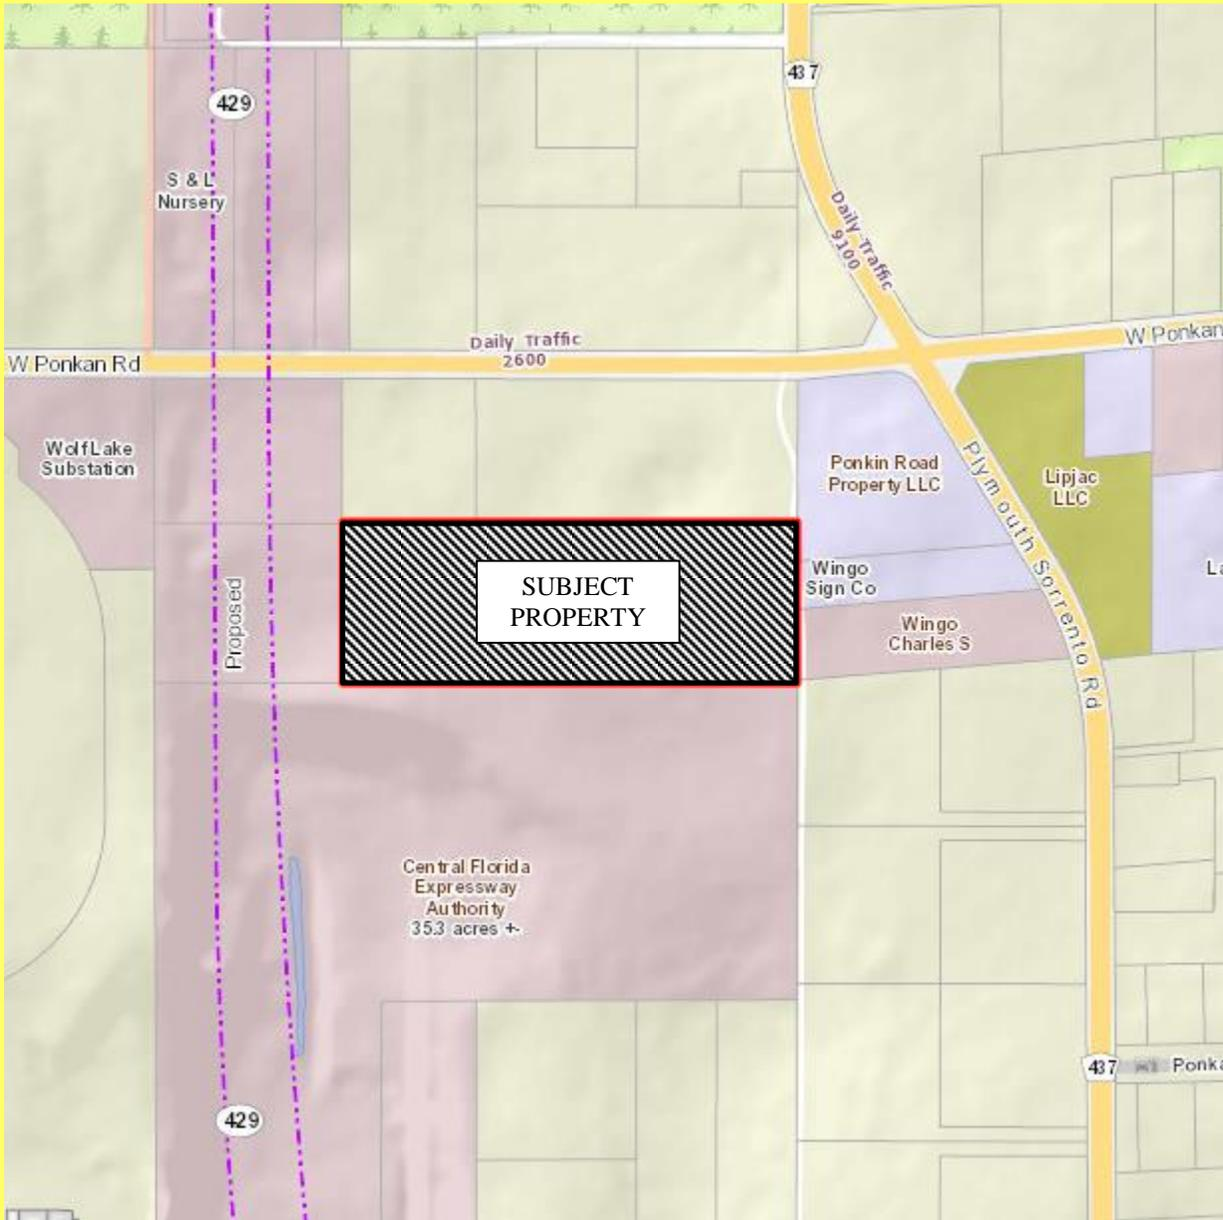 437
429
S & L
Nursery
Daily Traffic
9100
Daily Traffic
2600
W Ponkan Rd
W Ponkan
Wolf Lake
Substation
Ponkin Road
Property LLC
Plymouth Sorrento Rd
Lipjac
LLC
SUBJECT
PROPERTY
Wingo
Sign Co
La
Proposed
Wingo
Charles S
Central Florida
Expressway
Authority
35.3 acres +-
437
Ponka
429